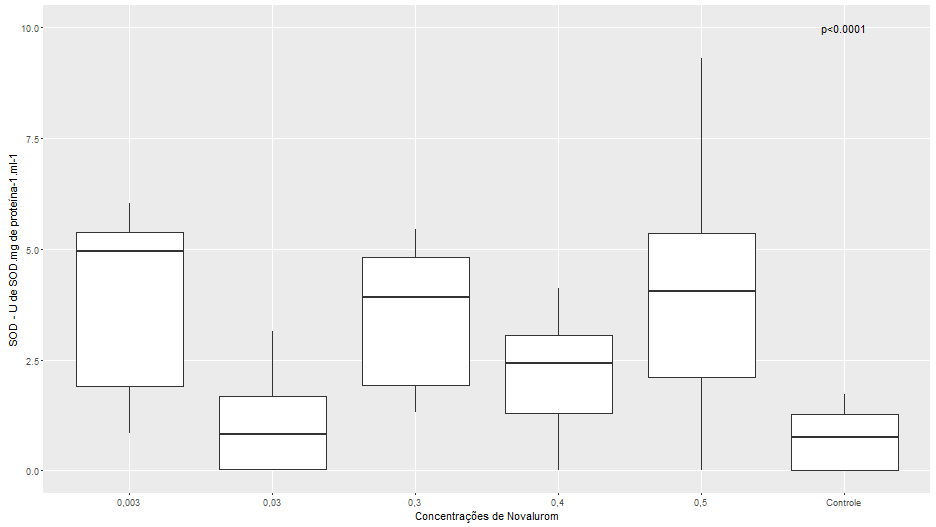 p<0.0001
SOD - U de SOD.mg de proteína-1.ml-1
10.0
7.5
5.0
2.5
0.0
0,003 0,03 0,3 0,4 0,5 Controle
Concentrações de Novalurom